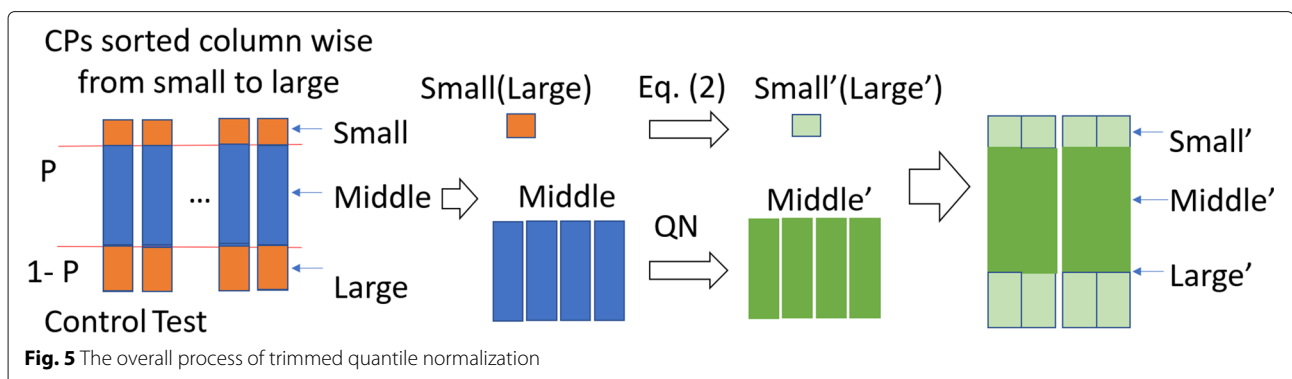 CPs sorted column wise
from small to large
Small
P
...
Middle
1- P
Large
Control Test
Small(Large)
Eq. (2)
Small’(Large’)
Middle
QN
Middle’
Small’
Middle’
Large’
Fig. 5 The overall process of trimmed quantile normalization